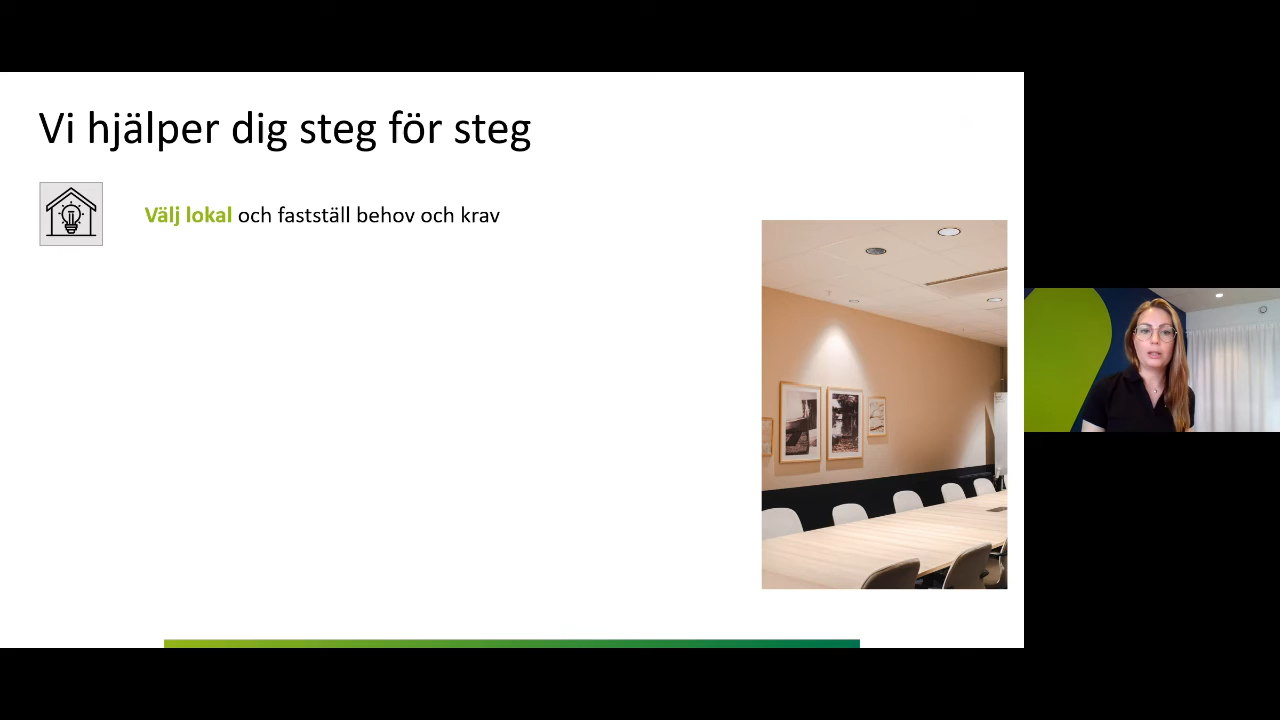 Vi hjälper dig steg för steg
Välj lokal och fastställ behov och krav